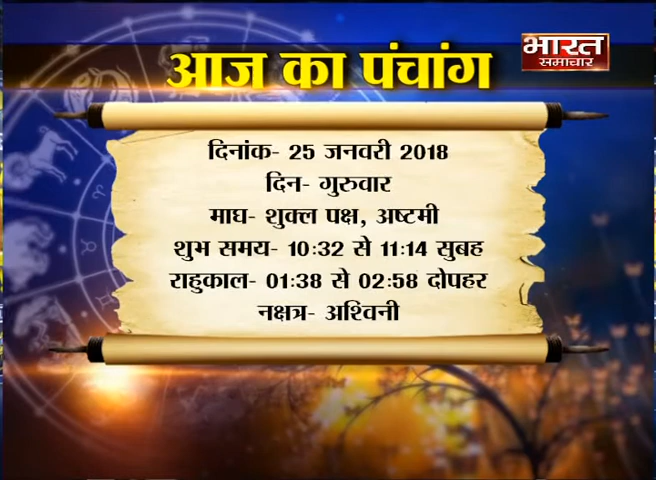 आज का पंचांग
भारत
समाचार
दिनांक- 25 जनवरी 2018
दिन- गुरुवार
माघ- शुक्ल पक्ष, अष्टमी
शुभ समय- 10:32 से 11:14 सुबह
राहुकाल- 01:38 से 02:58 दोपहर
नक्षत्र- अश्विनी